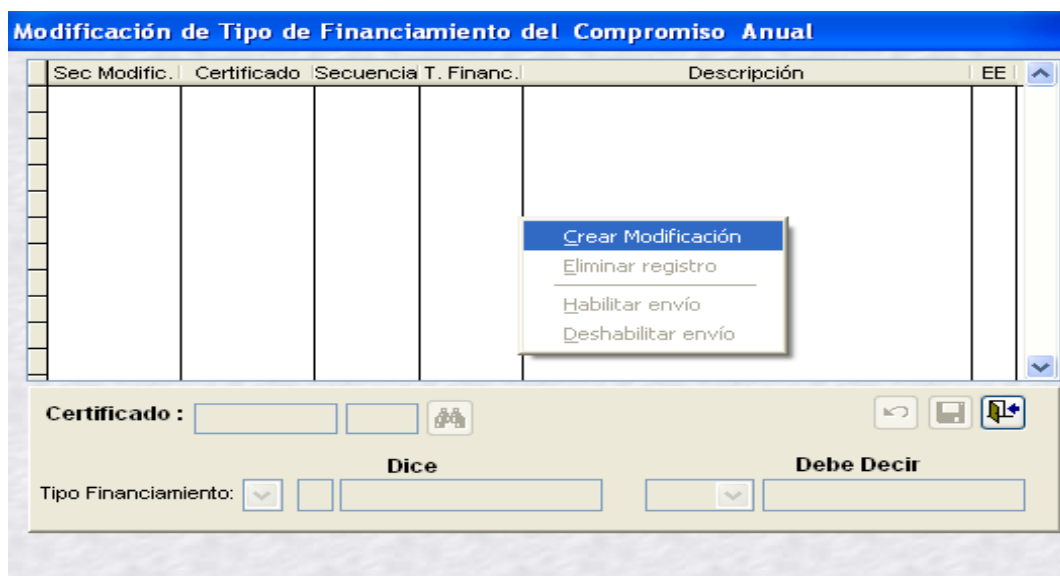 Modificación de Tipo de Financiamiento del Compromiso Anual
Sec Modific. Certificado Secuencia T. Financ. Descripción EE
Crear Modificación
Eliminar registro
Habilitar envío
Deshabilitar envío
Certificado :
Dice Debe Decir
Tipo Financiamiento: